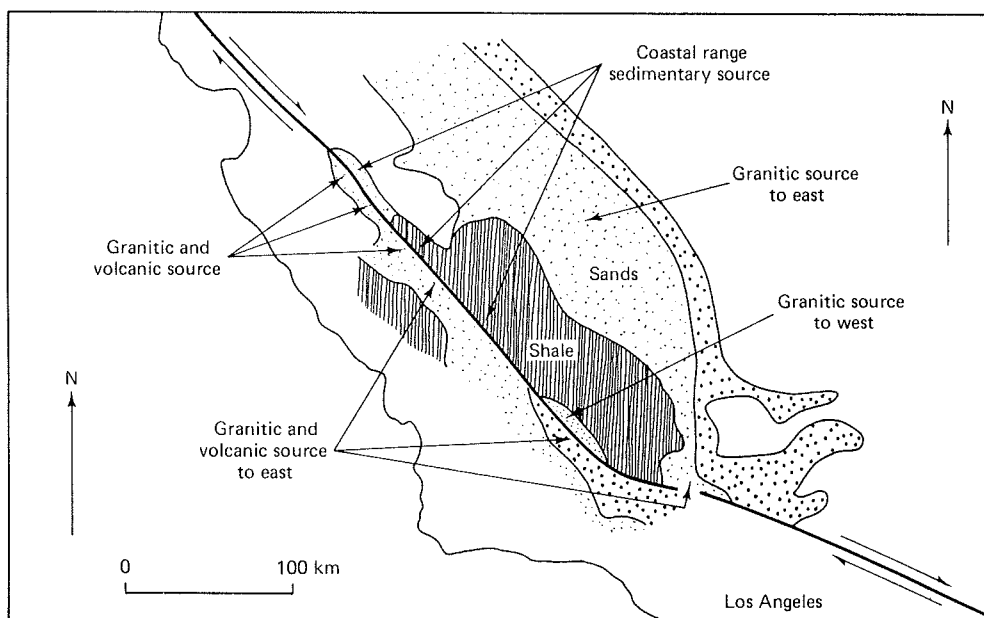 Coastal range
sedimentary source
N
Granitic source
to east
Granitic and
volcanic source
Sands
Granitic source
to west
Shale
N
Granitic and
volcanic source
to east
0 100 km
Los Angeles